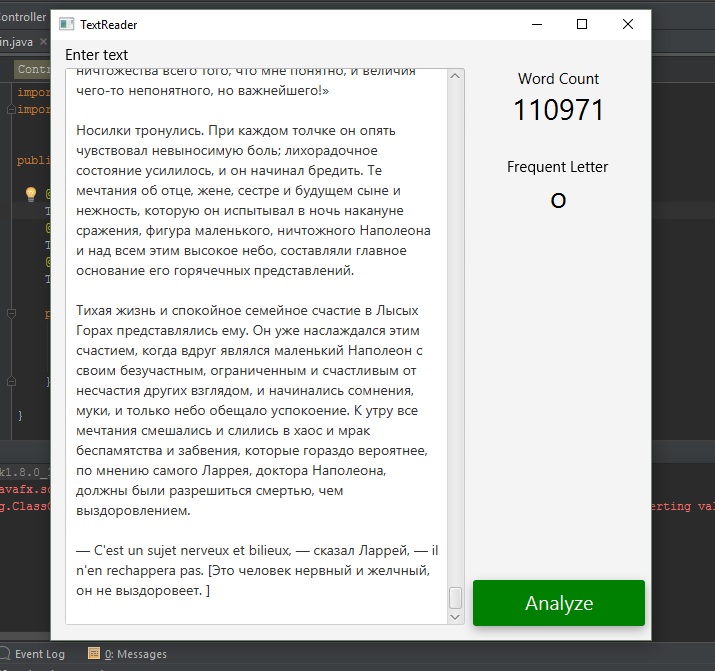 Controller
TextReader
in.java
Enter text
Contr
impor
impor
publi
ничтожества всего того, что мне понятно, и величия
чего-то непонятного, но важнейшего!»
Носилки тронулись. При каждом толчке он опять
чувствовал невыносимую боль; лихорадочное
состояние усилилось, и он начинал бредить. Те
мечтания об отце, жене, сестре и будущем сыне и
нежность, которую он испытывал в ночь накануне
сражения, фигура маленького, ничтожного Наполеона
и над всем этим высокое небо, составляли главное
основание его горячечных представлений.
Тихая жизнь и спокойное семейное счастие в Лысых
Горах представлялись ему. Он уже наслаждался этим
счастием, когда вдруг являлся маленький Наполеон с
своим безучастным, ограниченным и счастливым от
несчастия других взглядом, и начинались сомнения,
муки, и только небо обещало успокоение. К утру все
мечтания смешались и слились в хаос и мрак
беспамятства и забвения, которые гораздо вероятнее,
по мнению самого Ларрея, доктора Наполеона,
должны были разрешиться смертью, чем
выздоровлением.
— C'est un sujet nerveux et bilieux, — сказал Ларрей, — il
n'en rechappera pas. [Это человек нервный и желчный,
он не выздоровеет. ]
Word Count
110971
Frequent Letter
О
Analyze
k1.8.0_
avafx.so
g.ClassC
erting val
Event Log
0: Messages